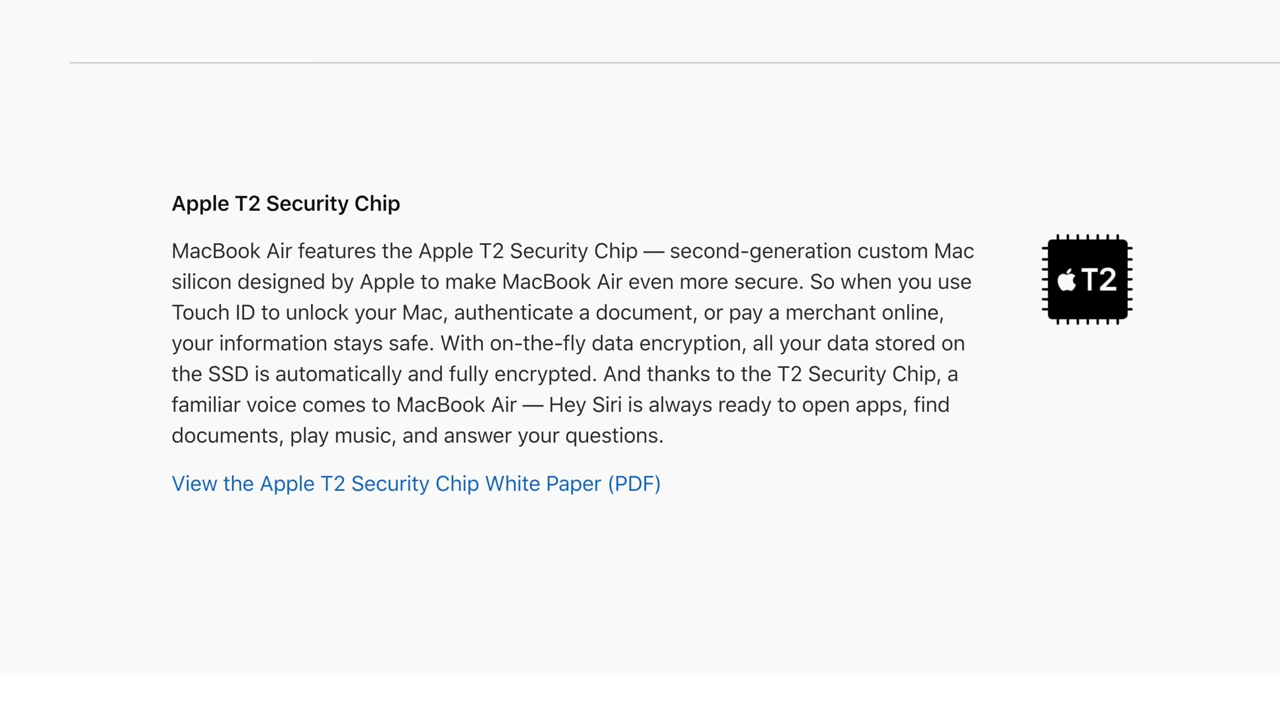 Apple T2 Security Chip
MacBook Air features the Apple T2 Security Chip — second-generation custom Mac
silicon designed by Apple to make MacBook Air even more secure. So when you use
Touch ID to unlock your Mac, authenticate a document, or pay a merchant online,
your information stays safe. With on-the-fly data encryption, all your data stored on
the SSD is automatically and fully encrypted. And thanks to the T2 Security Chip, a
familiar voice comes to MacBook Air — Hey Siri is always ready to open apps, find
documents, play music, and answer your questions.
View the Apple T2 Security Chip White Paper (PDF)
T2